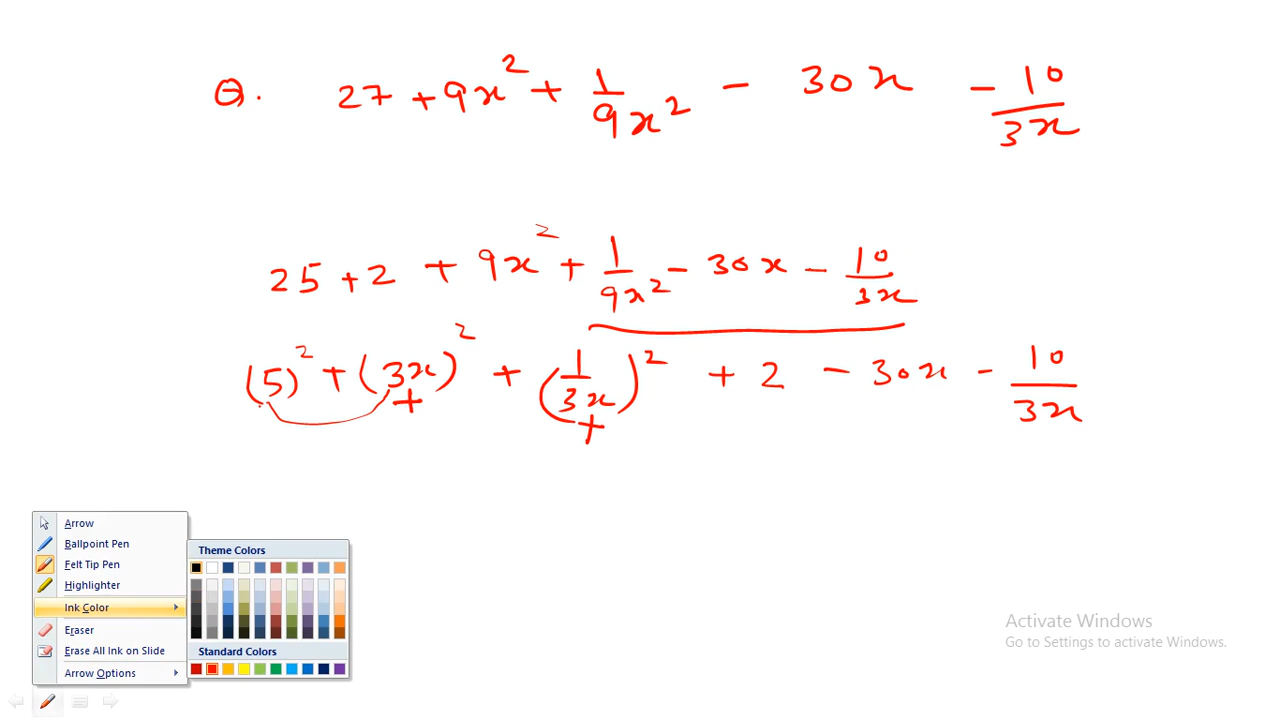 Q. 27 + 9x² + 1/9x² - 30x - 10/3x
25 + 2 + 9x² + 1/9x² - 30x - 10/3x
(5)² + (3x)² + (1/3x)² + 2 - 30x - 10/3x
+ +
Arrow
Ballpoint Pen
Felt Tip Pen
Highlighter
Ink Color
Eraser
Erase All Ink on Slide
Arrow Options
Theme Colors
Standard Colors
Activate Windows
Go to Settings to activate Windows.